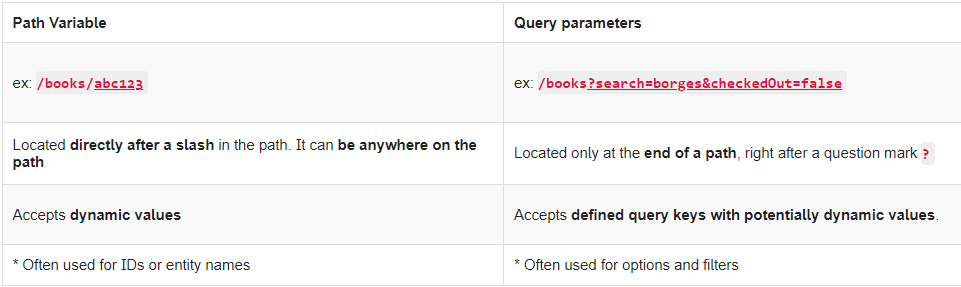 Path Variable
Query parameters
ex: /books/abc123
ex: /books?search=borges&checkedOut=false
Located directly after a slash in the path. It can be anywhere on the
path
Located only at the end of a path, right after a question mark ?
Accepts dynamic values
Accepts defined query keys with potentially dynamic values.
* Often used for IDs or entity names
* Often used for options and filters